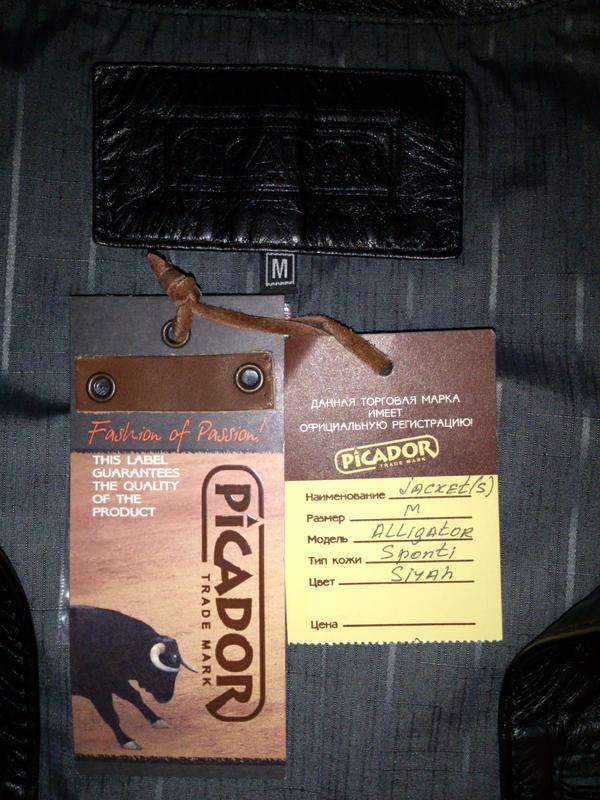 PiCADOR
M
Fashion of Passion!
THIS LABEL
GUARANTEES
THE QUALITY
OF THE
PRODUCT
PiCADOR
TRADE MARK
ДАННАЯ ТОРГОВАЯ МАРКА
ИМЕЕТ
ОФИЦИАЛЬНУЮ РЕГИСТРАЦИЮ!
PiCADOR
TRADE MARK
Наименование JACKET(S)
Размер M
Модель ALLigATOR
Тип кожи Sponti
Цвет SiYAh
Цена